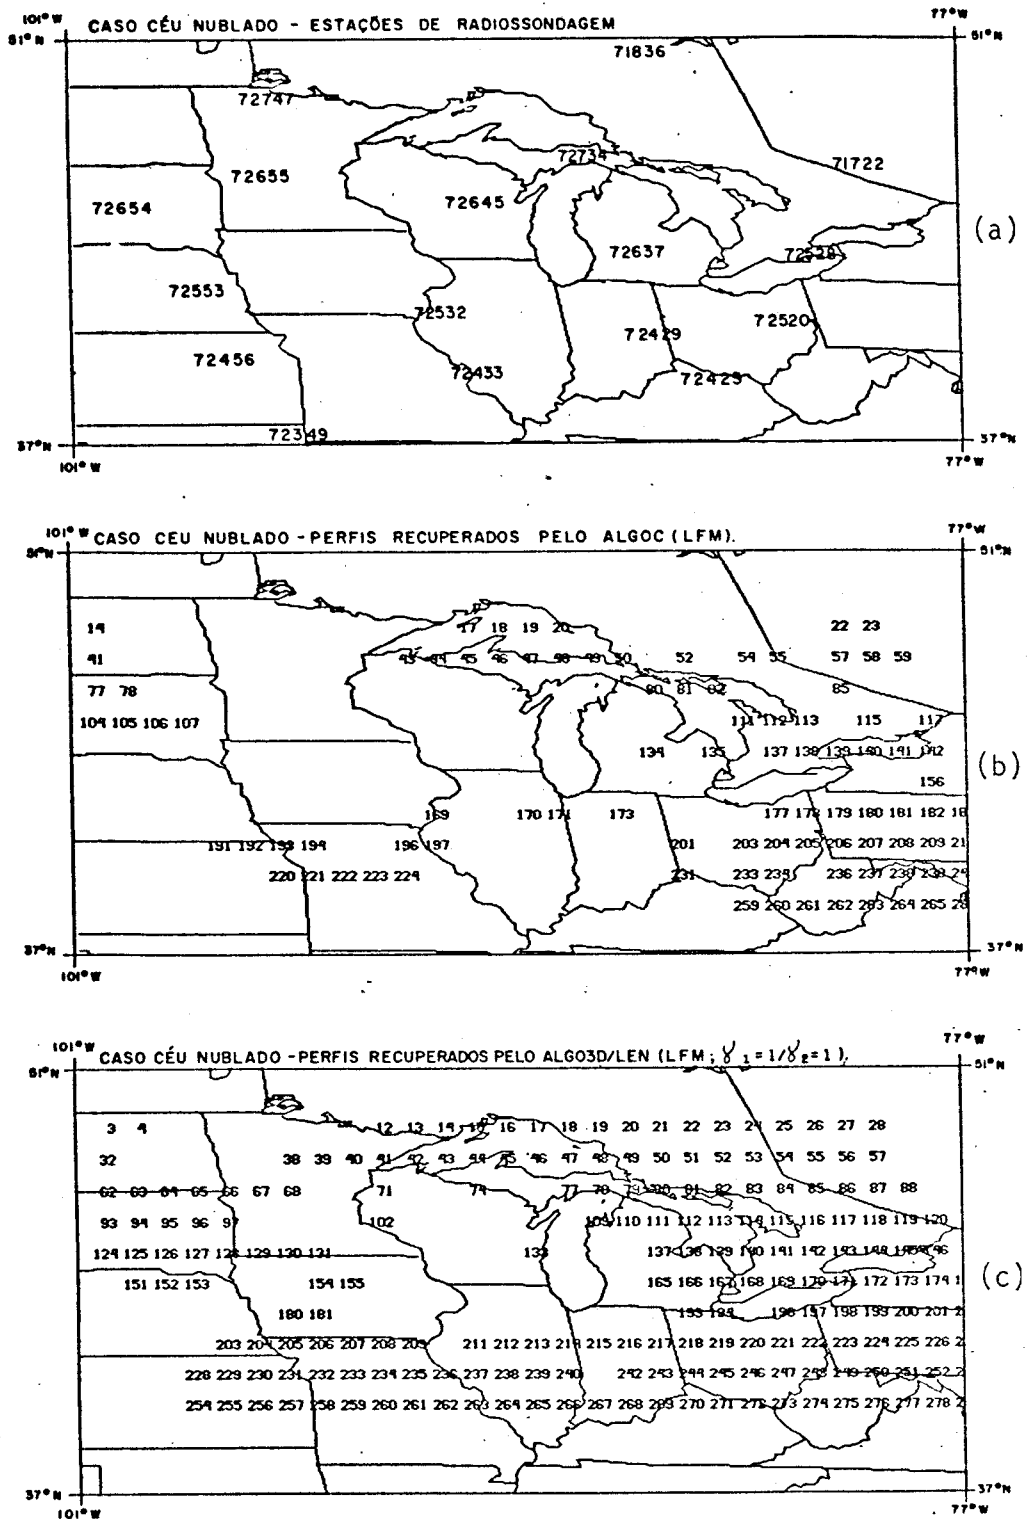 101°W 77°W
CASO CÉU NUBLADO - ESTAÇÕES DE RADIOSSONDAGEM
51°N 51°N
71836
72747
72734
71722
72655
72654
72645
(a)
72637
72528
72553
72532
72520
72429
72456
72433
72425
72349
37°N 37°N
101°W 77°W
101°W 77°W
CASO CEU NUBLADO - PERFIS RECUPERADOS PELO ALGOC (LFM).
51°N 51°N
14 17 18 19 20 22 23
41 43 44 45 46 47 48 49 50 52 54 55 57 58 59
77 78 80 81 82 85
104 105 106 107 111 112 113 115 117
134 135 137 138 139 140 141 142
(b)
156
169 170 171 173 177 178 179 180 181 182 18
191 192 193 194 196 197 201 203 204 205 206 207 208 209 21
220 221 222 223 224 231 233 234 236 237 238 239 24
259 260 261 262 263 264 265 26
37°N 37°N
101°W 77°W
101°W 77°W
CASO CÉU NUBLADO - PERFIS RECUPERADOS PELO ALGO3D/LEN (LFM; γ1 = 1/γ2 = 1).
51°N 51°N
3 4 12 13 14 15 16 17 18 19 20 21 22 23 24 25 26 27 28
32 38 39 40 41 42 43 44 45 46 47 48 49 50 51 52 53 54 55 56 57
62 63 64 65 66 67 68 71 74 77 78 79 80 81 82 83 84 85 86 87 88
93 94 95 96 97 102 109 110 111 112 113 114 115 116 117 118 119 120
124 125 126 127 128 129 130 131 133 137 138 139 140 141 142 143 144 145 146
(c)
151 152 153 154 155 165 166 167 168 169 170 171 172 173 174 1
180 181 193 194 196 197 198 199 200 201 2
203 204 205 206 207 208 209 211 212 213 214 215 216 217 218 219 220 221 222 223 224 225 226 2
228 229 230 231 232 233 234 235 236 237 238 239 240 242 243 244 245 246 247 248 249 250 251 252 2
254 255 256 257 258 259 260 261 262 263 264 265 266 267 268 269 270 271 272 273 274 275 276 277 278 2
37°N 37°N
101°W 77°W